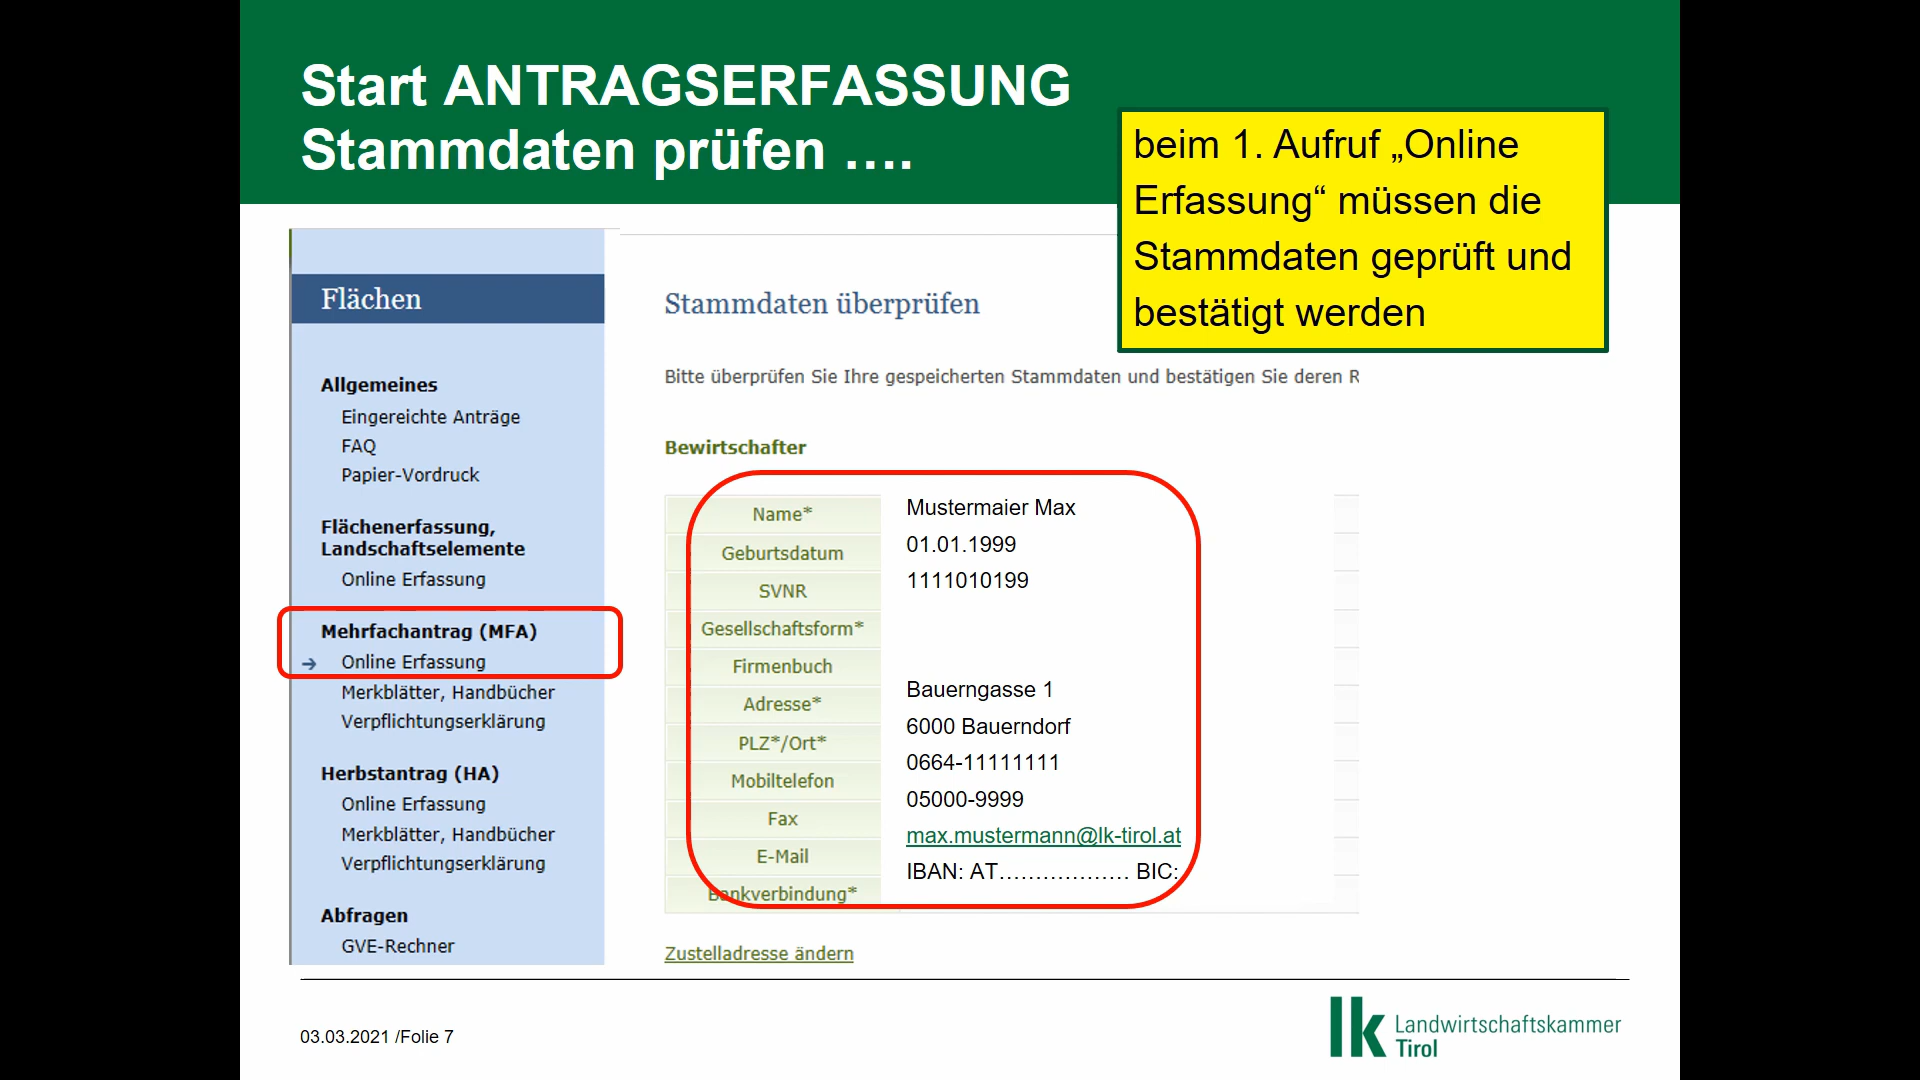 Start ANTRAGSERFASSUNG
Stammdaten prüfen ….
beim 1. Aufruf „Online
Erfassung“ müssen die
Stammdaten geprüft und
bestätigt werden
Flächen
Allgemeines
Eingereichte Anträge
FAQ
Papier-Vordruck
Flächenerfassung,
Landschaftselemente
Online Erfassung
Mehrfachantrag (MFA)
→ Online Erfassung
Merkblätter, Handbücher
Verpflichtungserklärung
Herbstantrag (HA)
Online Erfassung
Merkblätter, Handbücher
Verpflichtungserklärung
Abfragen
GVE-Rechner
Stammdaten überprüfen
Bitte überprüfen Sie Ihre gespeicherten Stammdaten und bestätigen Sie deren R
Bewirtschafter
Name* Mustermaier Max
Geburtsdatum 01.01.1999
SVNR 1111010199
Gesellschaftsform*
Firmenbuch
Adresse* Bauerngasse 1
PLZ*/Ort* 6000 Bauerndorf
Mobiltelefon 0664-11111111
Fax 05000-9999
E-Mail max.mustermann@lk-tirol.at
Bankverbindung* IBAN: AT……………… BIC:
Zustelladresse ändern
03.03.2021 /Folie 7
lk Landwirtschaftskammer
Tirol